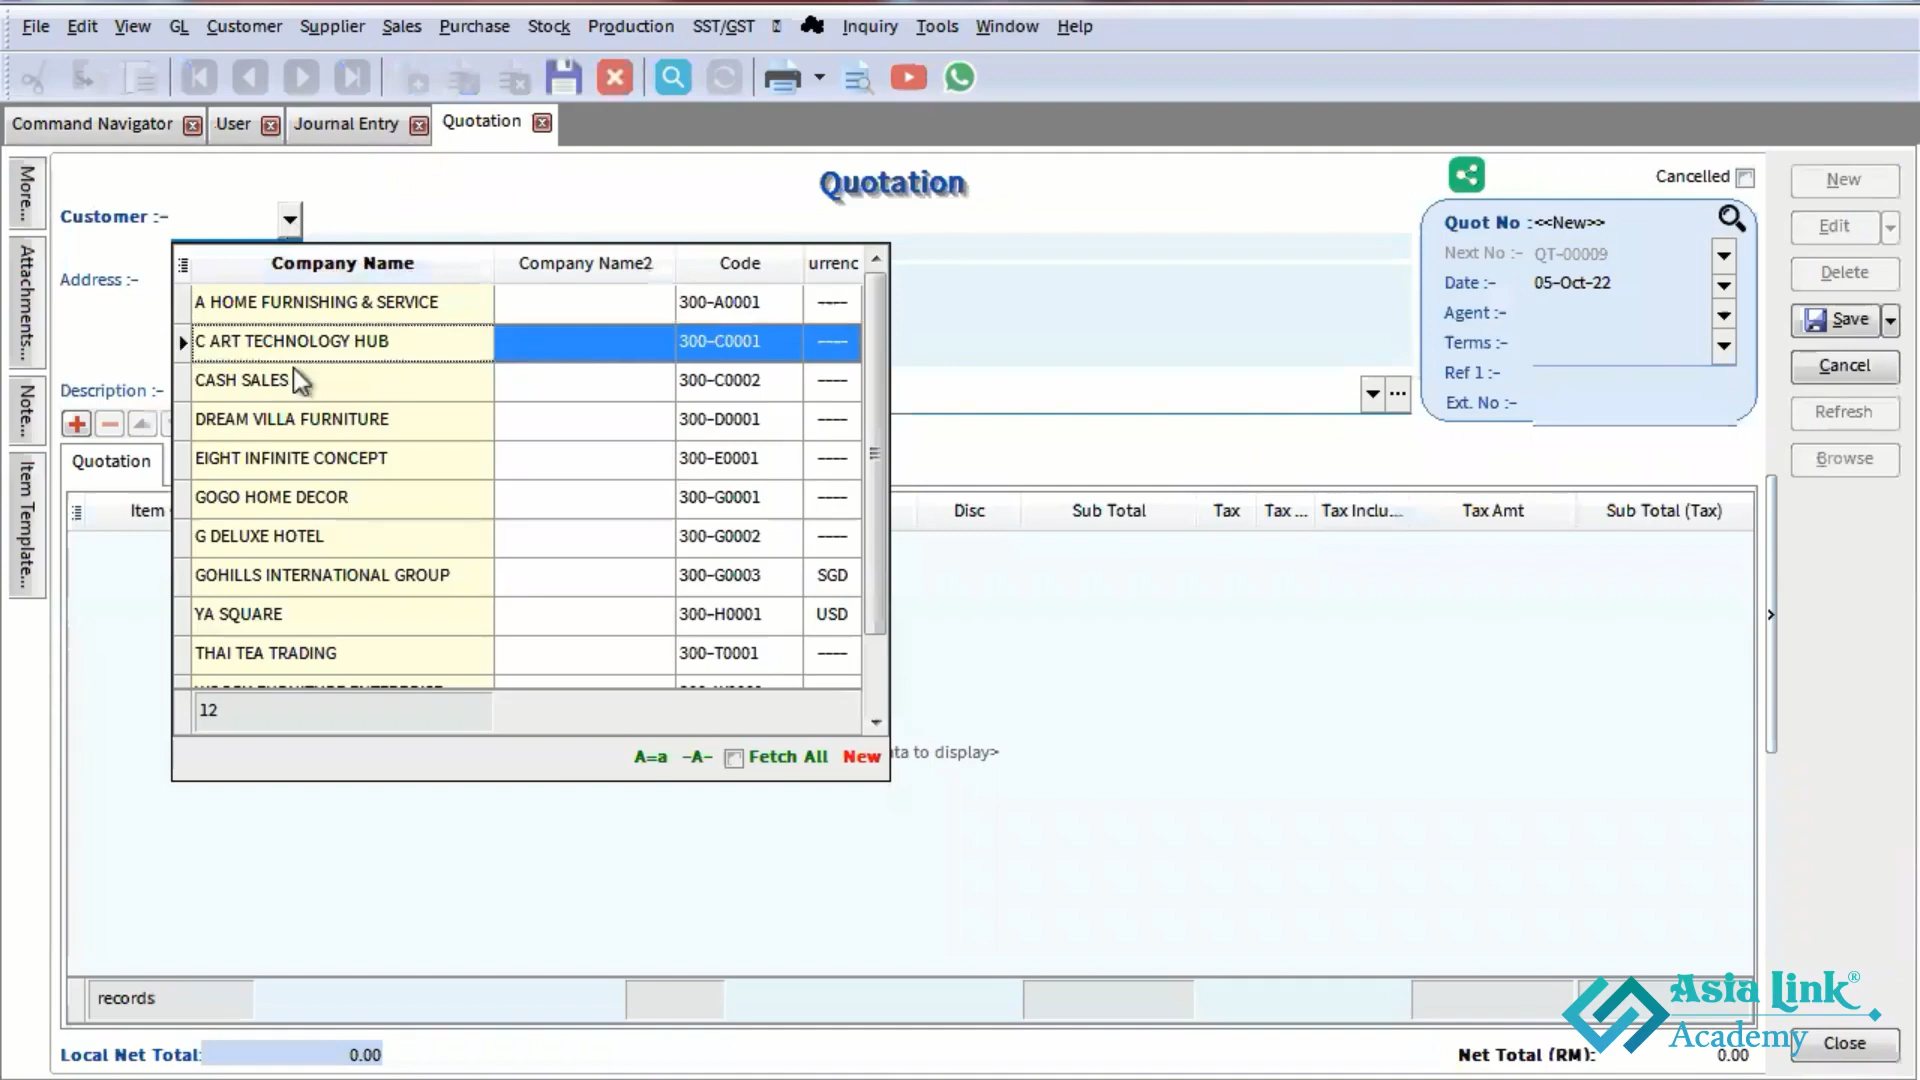 File Edit View GL Customer Supplier Sales Purchase Stock Production SST/GST Inquiry Tools Window Help
Command Navigator User Journal Entry Quotation
More...
Attachments...
Note...
Item Template...
Quotation
Cancelled
Customer :-
Address :-
Description :-
Quot No :<<New>>
Next No :- QT-00009
Date :- 05-Oct-22
Agent :-
Terms :-
Ref 1 :-
Ext. No :-
New
Edit
Delete
Save
Cancel
Refresh
Browse
Company Name Company Name2 Code urrenc
A HOME FURNISHING & SERVICE 300-A0001 ----
C ART TECHNOLOGY HUB 300-C0001 ----
CASH SALES 300-C0002 ----
DREAM VILLA FURNITURE 300-D0001 ----
EIGHT INFINITE CONCEPT 300-E0001 ----
GOGO HOME DECOR 300-G0001 ----
G DELUXE HOTEL 300-G0002 ----
GOHILLS INTERNATIONAL GROUP 300-G0003 SGD
YA SQUARE 300-H0001 USD
THAI TEA TRADING 300-T0001 ----
12
A=a -A- Fetch All New
Quotation
Item Disc Sub Total Tax Tax ... Tax Inclu... Tax Amt Sub Total (Tax)
ta to display>
records
Local Net Total: 0.00
Net Total (RM): 0.00
Close
Asia Link®
Academy